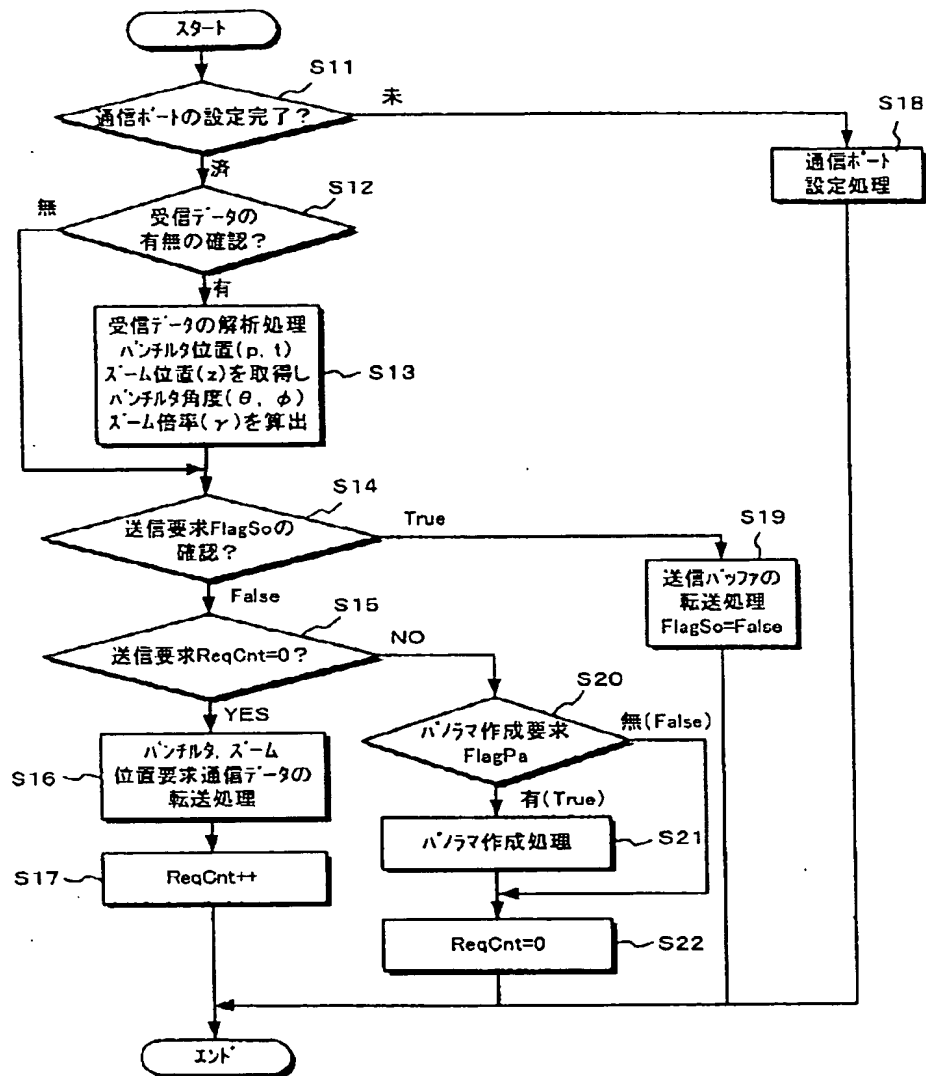 スタート
S11
通信ポートの設定完了？
未
S18
通信ポート
設定処理
済
S12
無
受信データの
有無の確認？
有
受信データの解析処理
パンチルタ位置(p, t)
ズーム位置(z)を取得し
パンチルタ角度(θ, φ)
ズーム倍率(γ)を算出
S13
S14
送信要求FlagSoの
確認？
True
S19
送信バッファの
転送処理
FlagSo=False
False
S15
送信要求ReqCnt=0？
NO
YES
S20
パノラマ作成要求
FlagPa
無(False)
S16
パンチルタ, ズーム
位置要求通信データの
転送処理
有(True)
パノラマ作成処理
S21
S17
ReqCnt++
ReqCnt=0
S22
エンド